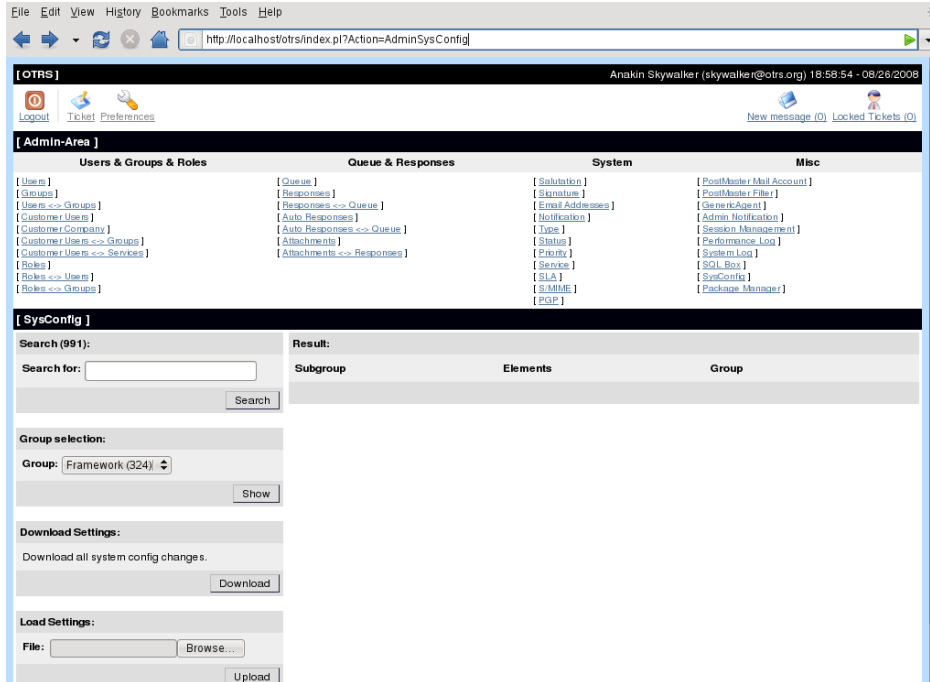 File Edit View History Bookmarks Tools Help
http://localhost/otrs/index.pl?Action=AdminSysConfig
[ OTRS ] Anakin Skywalker (skywalker@otrs.org) 18:58:54 - 08/26/2008
Logout Ticket Preferences New message (0) Locked Tickets (0)
[ Admin-Area ]
Users & Groups & Roles Queue & Responses System Misc
[ Users ] [ Queue ] [ Salutation ] [ PostMaster Mail Account ]
[ Groups ] [ Responses ] [ Signature ] [ PostMaster Filter ]
[ Users <-> Groups ] [ Responses <-> Queue ] [ Email Addresses ] [ GenericAgent ]
[ Customer Users ] [ Auto Responses ] [ Notification ] [ Admin Notification ]
[ Customer Company ] [ Auto Responses <-> Queue ] [ Type ] [ Session Management ]
[ Customer Users <-> Groups ] [ Attachments ] [ Status ] [ Performance Log ]
[ Customer Users <-> Services ] [ Attachments <-> Responses ] [ Priority ] [ System Log ]
[ Roles ] [ Service ] [ SQL Box ]
[ Roles <-> Users ] [ SLA ] [ SysConfig ]
[ Roles <-> Groups ] [ S/MIME ] [ Package Manager ]
[ PGP ]
[ SysConfig ]
Search (991): Result:
Search for: Subgroup Elements Group
Search
Group selection:
Group: Framework (324)
Show
Download Settings:
Download all system config changes.
Download
Load Settings:
File: Browse...
Upload